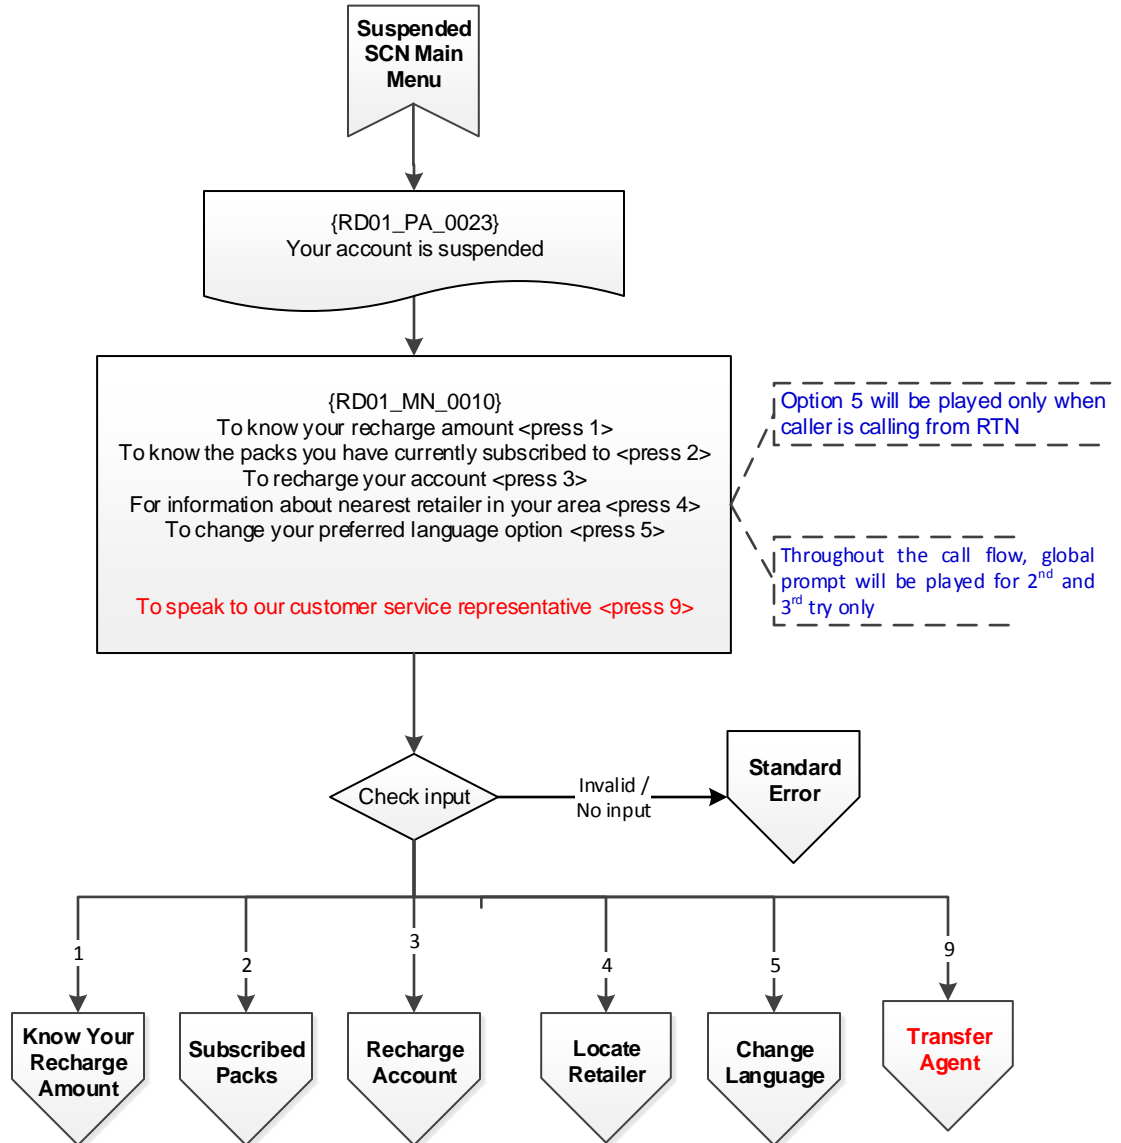 Suspended
SCN Main
Menu
{RD01_PA_0023}
Your account is suspended
{RD01_MN_0010}
To know your recharge amount <press 1>
To know the packs you have currently subscribed to <press 2>
To recharge your account <press 3>
For information about nearest retailer in your area <press 4>
To change your preferred language option <press 5>
To speak to our customer service representative <press 9>
Option 5 will be played only when
caller is calling from RTN
Throughout the call flow, global
prompt will be played for 2nd and
3rd try only
Check input
Invalid /
No input
Standard
Error
1
2
3
4
5
9
Know Your
Recharge
Amount
Subscribed
Packs
Recharge
Account
Locate
Retailer
Change
Language
Transfer
Agent